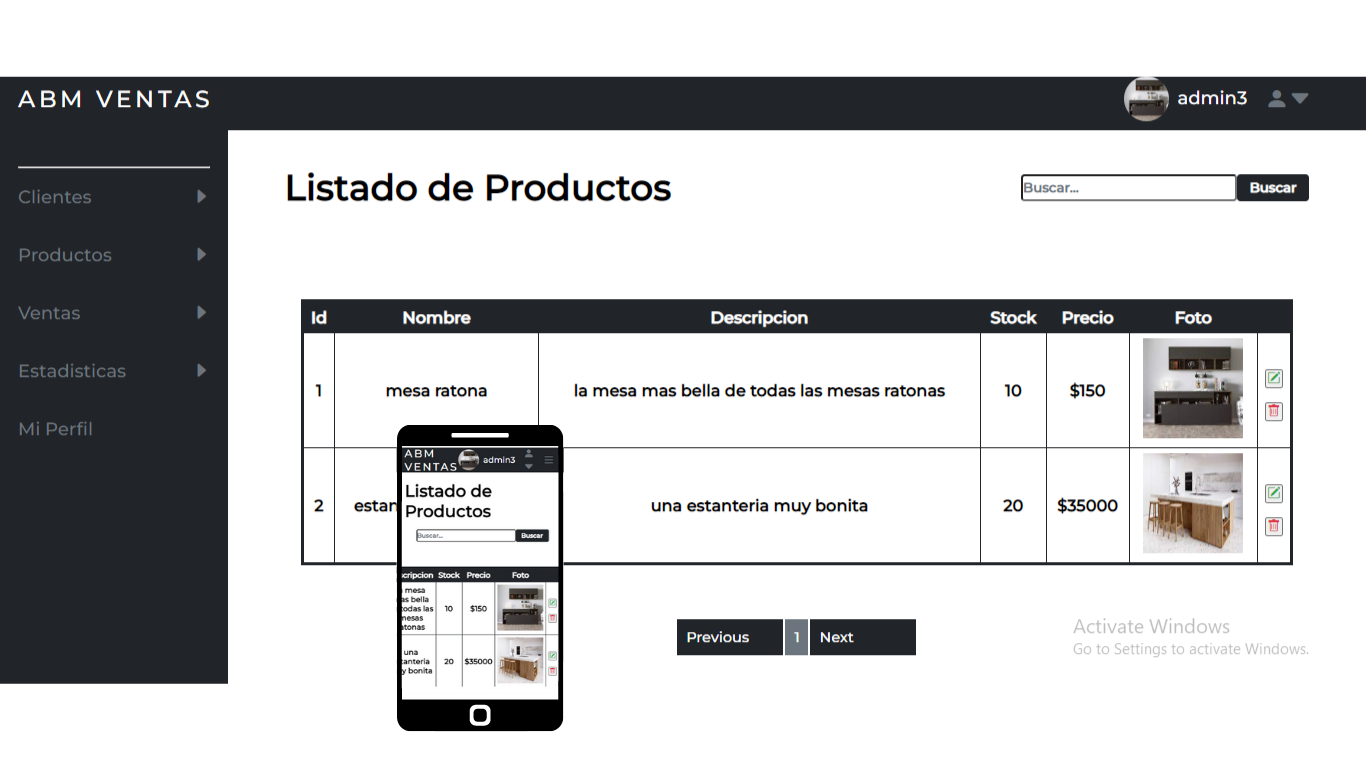 ABM VENTAS
admin3
Clientes
Productos
Ventas
Estadisticas
Mi Perfil
Listado de Productos
Buscar...
Buscar
Id Nombre Descripcion Stock Precio Foto
1 mesa ratona la mesa mas bella de todas las mesas ratonas 10 $150
2 estan una estanteria muy bonita 20 $35000
Previous 1 Next
Activate Windows
Go to Settings to activate Windows.
ABM
VENTAS
admin3
Listado de
Productos
Buscar...
Buscar
cripcion Stock Precio Foto
mesa
as bella
todas las
mesas
atonas
10 $150
una
tanteria
y bonita
20 $35000